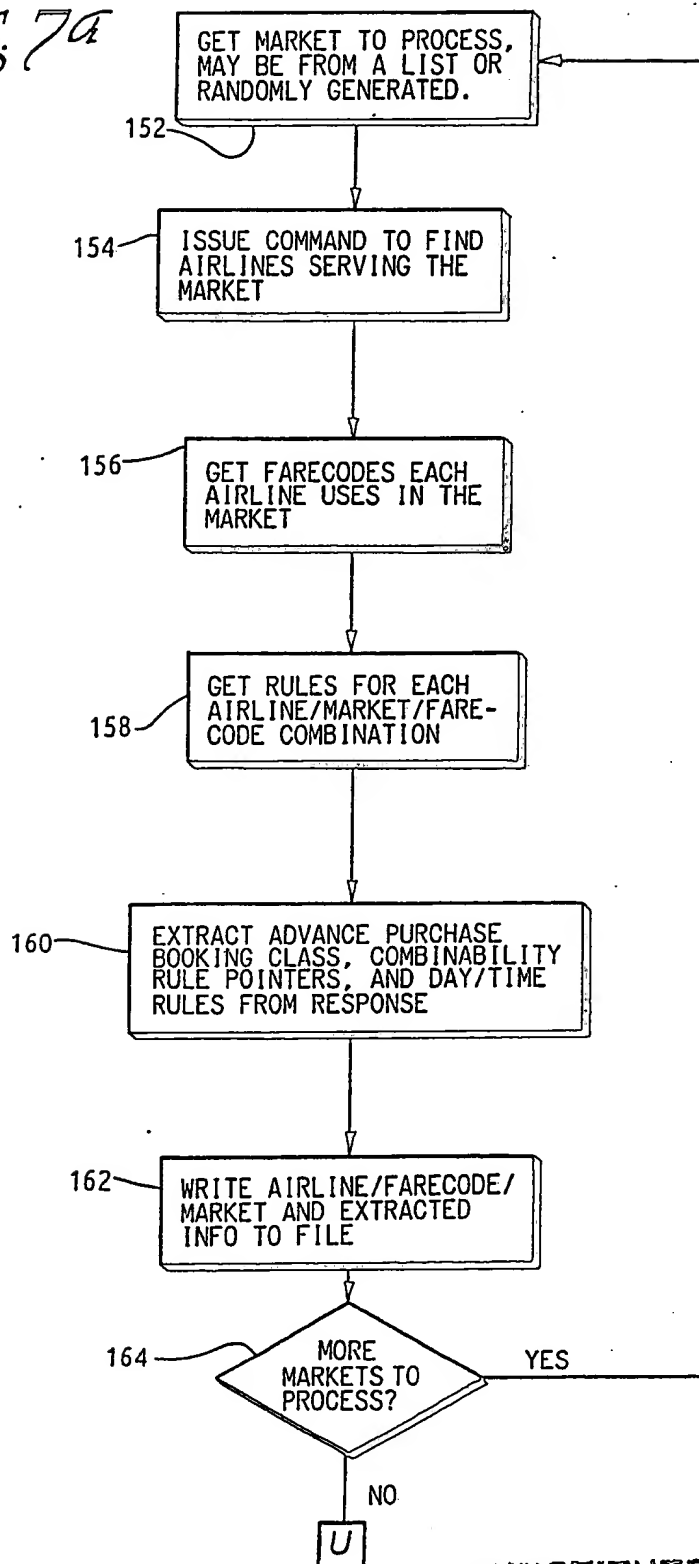 7a
GET MARKET TO PROCESS,
MAY BE FROM A LIST OR
RANDOMLY GENERATED.
152
154
ISSUE COMMAND TO FIND
AIRLINES SERVING THE
MARKET
156
GET FARECODES EACH
AIRLINE USES IN THE
MARKET
158
GET RULES FOR EACH
AIRLINE/MARKET/FARE-
CODE COMBINATION
160
EXTRACT ADVANCE PURCHASE
BOOKING CLASS, COMBINABILITY
RULE POINTERS, AND DAY/TIME
RULES FROM RESPONSE
162
WRITE AIRLINE/FARECODE/
MARKET AND EXTRACTED
INFO TO FILE
164
MORE
MARKETS TO
PROCESS?
YES
NO
U